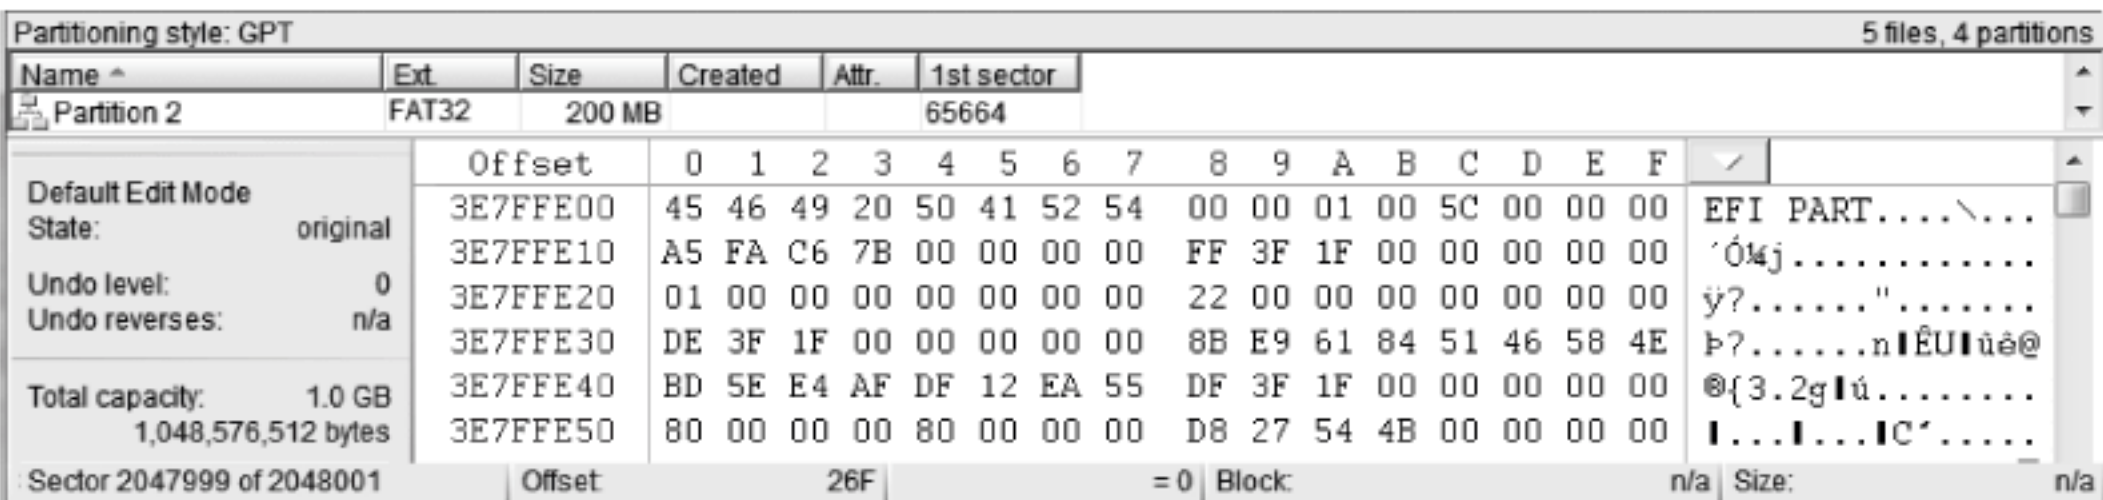 Partitioning style: GPT 5 files, 4 partitions
Name Ext. Size Created Attr. 1st sector
Partition 2 FAT32 200 MB 65664
Offset 0 1 2 3 4 5 6 7 8 9 A B C D E F
3E7FFE00 45 46 49 20 50 41 52 54 00 00 01 00 5C 00 00 00 EFI PART....\...
3E7FFE10 A5 FA C6 7B 00 00 00 00 FF 3F 1F 00 00 00 00 00 ´Ó¼j............
3E7FFE20 01 00 00 00 00 00 00 00 22 00 00 00 00 00 00 00 ÿ?......".......
3E7FFE30 DE 3F 1F 00 00 00 00 00 8B E9 61 84 51 46 58 4E Þ?......n▌ÊU▌ûê@
3E7FFE40 BD 5E E4 AF DF 12 EA 55 DF 3F 1F 00 00 00 00 00 ®{3.2g▌ú........
3E7FFE50 80 00 00 00 80 00 00 00 D8 27 54 4B 00 00 00 00 ▌...▌...▌C´.....
Default Edit Mode
State: original
Undo level: 0
Undo reverses: n/a
Total capacity: 1.0 GB
1,048,576,512 bytes
Sector 2047999 of 2048001 Offset: 26F = 0 Block: n/a Size: n/a